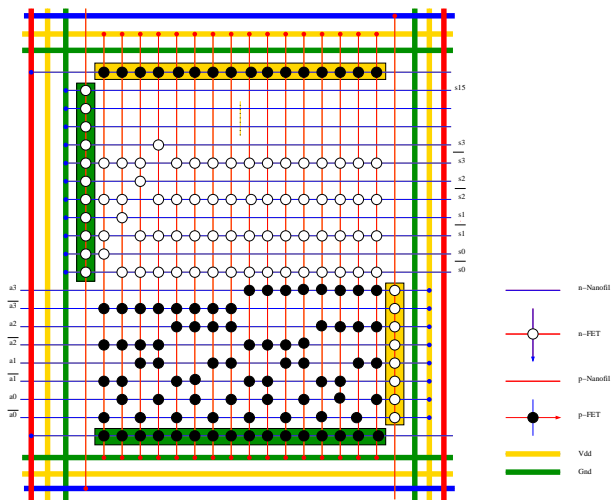 s15
s3
s3
s2
s2
s1
s1
s0
s0
a3
a3
a2
a2
a1
a1
a0
a0
n-Nanofil
n-FET
p-Nanofil
p-FET
Vdd
Gnd